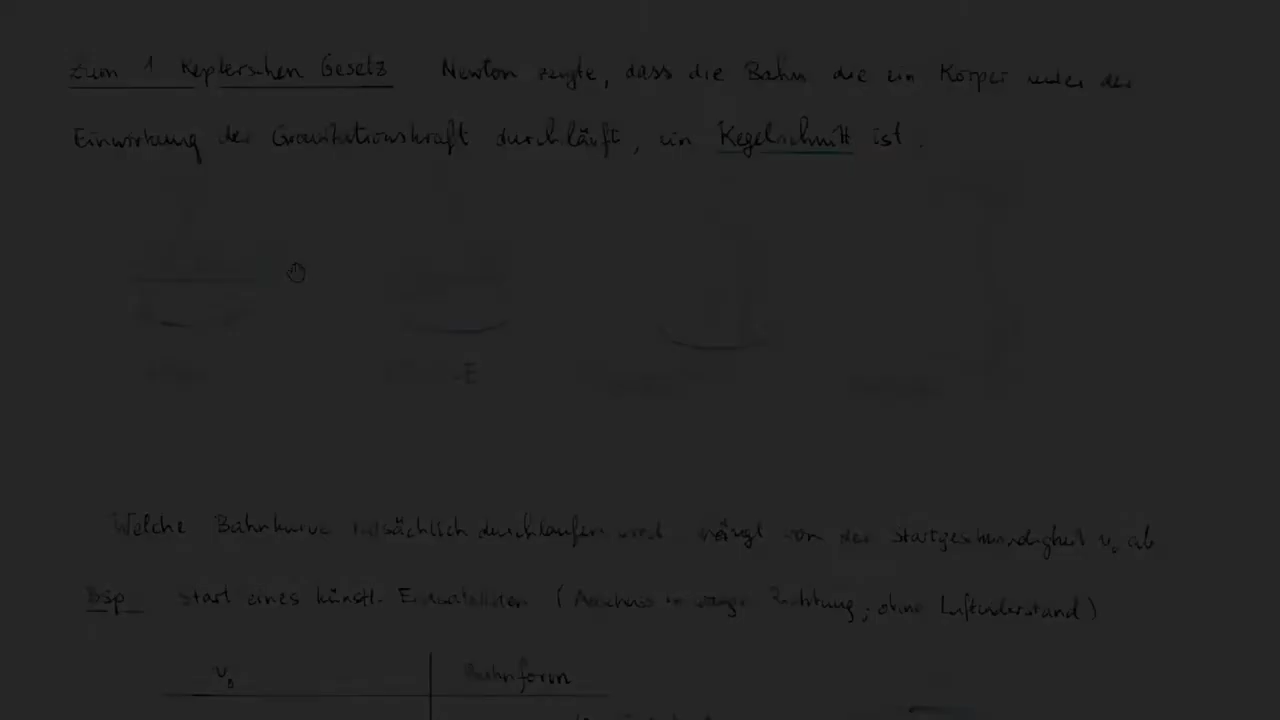 Zum 1 Keplerschen Gesetz Newton zeigte, dass die Bahn die ein Körper unter der
Einwirkung der Gravitationskraft durchläuft, ein Kegelschnitt ist.
-E
Welche Bahnkurve tatsächlich durchlaufen wird hängt von der Startgeschwindigkeit v₀ ab
Bsp Start eines künstl. Erdsatelliten ( Abschuss in waagr Richtung, ohne Luftwiderstand)
v₀ Bahnform